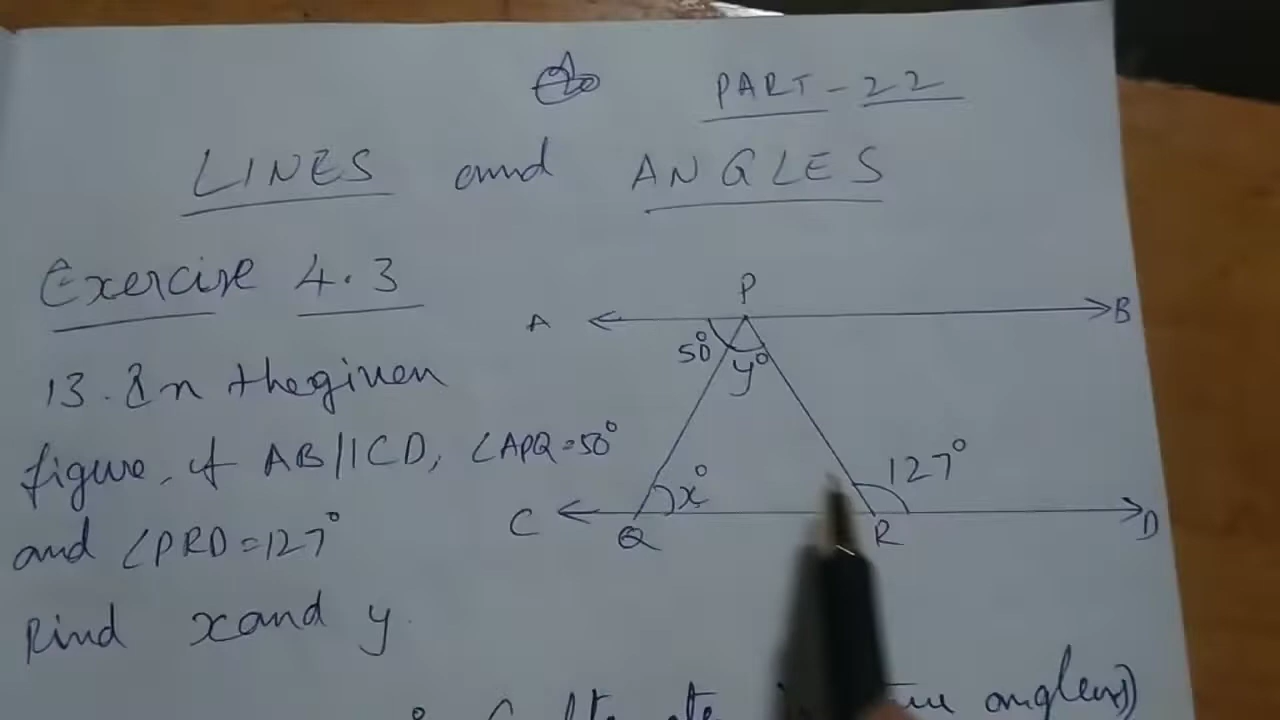 PART - 22
LINES and ANGLES
Exercise 4.3
13. In the given
figure, if AB//CD, ∠APQ=50°
and ∠PRD=127°
Find x and y.
P
A
B
50°
y°
127°
x°
C
Q
R
D
angles)